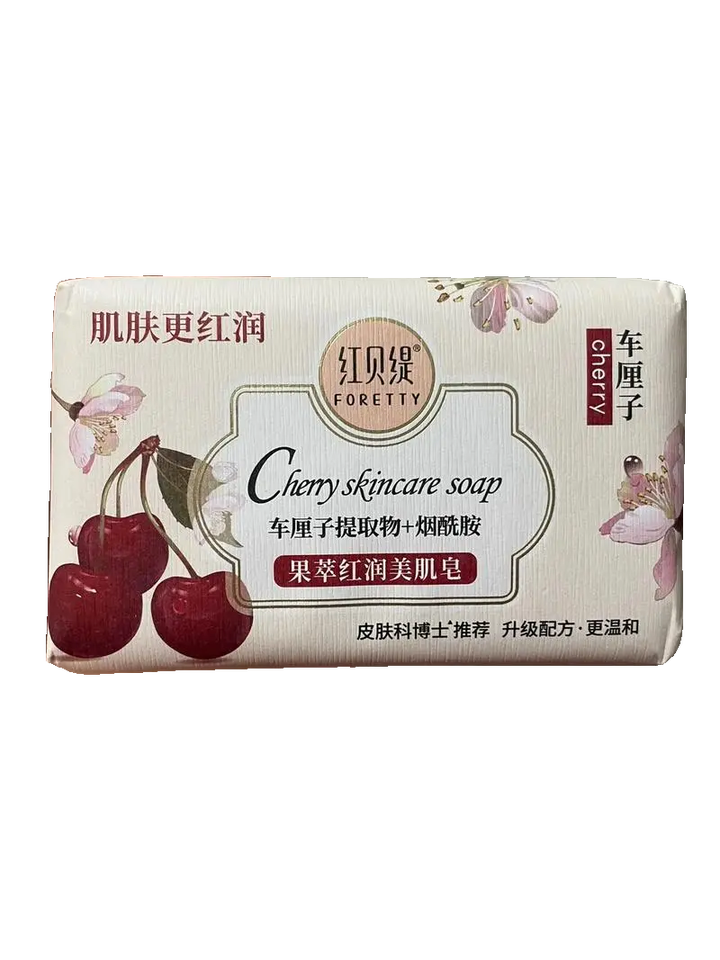 肌肤更红润
红贝缇®
FORETTY
车厘子
cherry
Cherry skincare soap
车厘子提取物+烟酰胺
果萃红润美肌皂
皮肤科博士▲推荐 升级配方·更温和